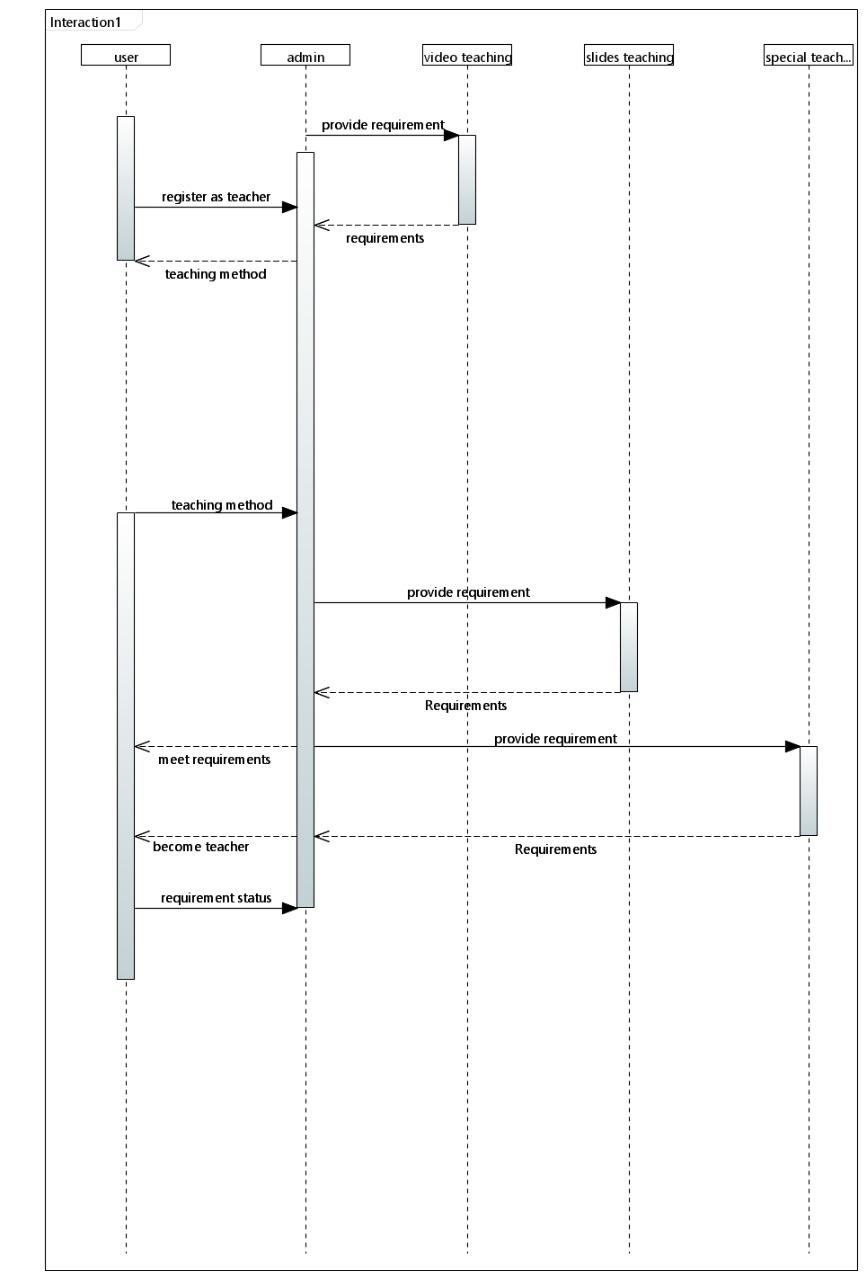 Interaction1
user
admin
video teaching
slides teaching
special teach...
provide requirement
register as teacher
requirements
teaching method
teaching method
provide requirement
Requirements
provide requirement
meet requirements
become teacher
Requirements
requirement status